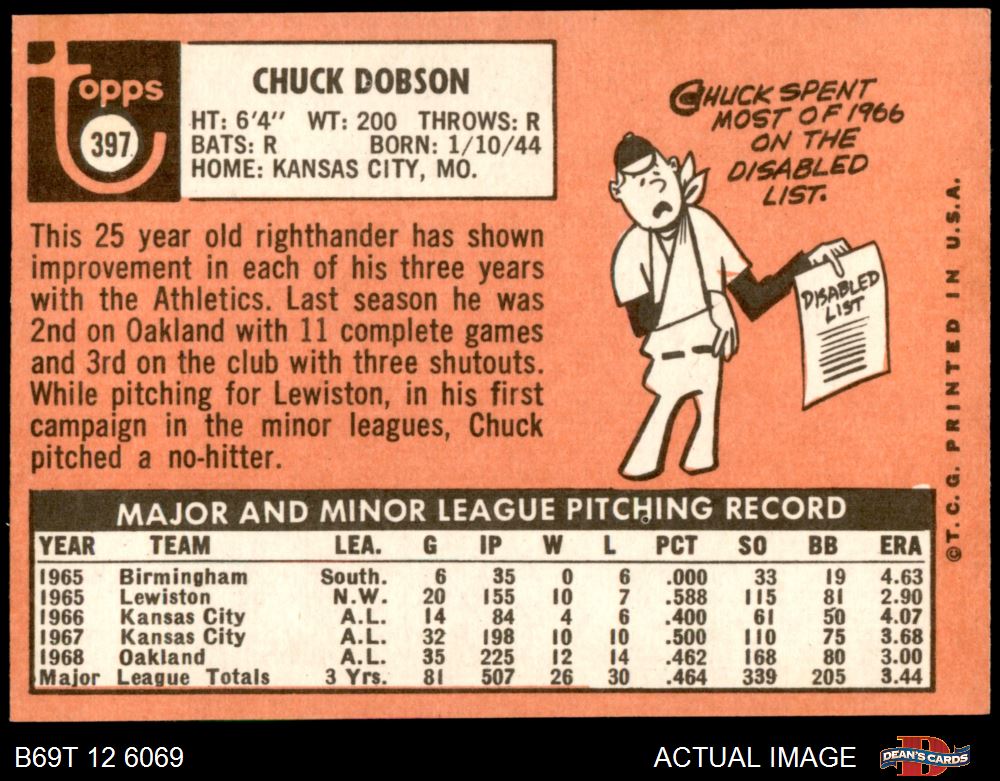 topps
397
CHUCK DOBSON
HT: 6'4" WT: 200 THROWS: R
BATS: R BORN: 1/10/44
HOME: KANSAS CITY, MO.
This 25 year old righthander has shown
improvement in each of his three years
with the Athletics. Last season he was
2nd on Oakland with 11 complete games
and 3rd on the club with three shutouts.
While pitching for Lewiston, in his first
campaign in the minor leagues, Chuck
pitched a no-hitter.
CHUCK SPENT
MOST OF 1966
ON THE
DISABLED
LIST.
DISABLED
LIST
©T.C.G. PRINTED IN U.S.A.
MAJOR AND MINOR LEAGUE PITCHING RECORD
YEAR TEAM LEA. G IP W L PCT SO BB ERA
1965 Birmingham South. 6 35 0 6 .000 33 19 4.63
1965 Lewiston N.W. 20 155 10 7 .588 115 81 2.90
1966 Kansas City A.L. 14 84 4 6 .400 61 50 4.07
1967 Kansas City A.L. 32 198 10 10 .500 110 75 3.68
1968 Oakland A.L. 35 225 12 14 .462 168 80 3.00
Major League Totals 3 Yrs. 81 507 26 30 .464 339 205 3.44
B69T 12 6069
ACTUAL IMAGE
DEAN'S CARDS